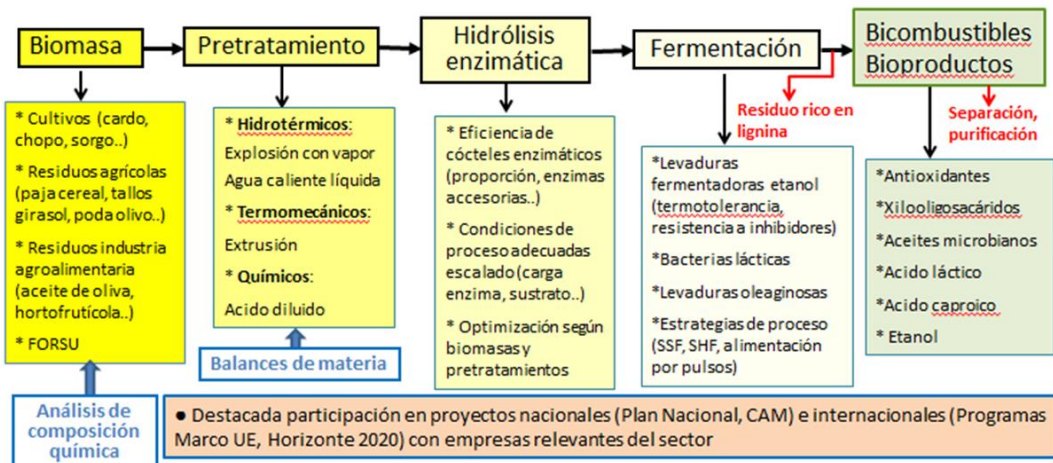 Biomasa
Pretratamiento
Hidrólisis
enzimática
Fermentación
Bicombustibles
Bioproductos
Residuo rico en
lignina
Separación,
purificación
* Cultivos (cardo,
chopo, sorgo..)
* Residuos agrícolas
(paja cereal, tallos
girasol, poda olivo..)
* Residuos industria
agroalimentaria
(aceite de oliva,
hortofrutícola..)
* FORSU
* Hidrotérmicos:
Explosión con vapor
Agua caliente líquida
* Termomecánicos:
Extrusión
* Químicos:
Acido diluido
* Eficiencia de
cócteles enzimáticos
(proporción, enzimas
accesorias..)
* Condiciones de
proceso adecuadas
escalado (carga
enzima, sustrato..)
* Optimización según
biomasas y
pretratamientos
*Levaduras
fermentadoras etanol
(termotolerancia,
resistencia a inhibidores)
*Bacterias lácticas
*Levaduras oleaginosas
*Estrategias de proceso
(SSF, SHF, alimentación
por pulsos)
*Antioxidantes
*Xilooligosacáridos
*Aceites microbianos
*Acido láctico
*Acido caproico
* Etanol
Balances de materia
Análisis de
composición
química
● Destacada participación en proyectos nacionales (Plan Nacional, CAM) e internacionales (Programas
Marco UE, Horizonte 2020) con empresas relevantes del sector